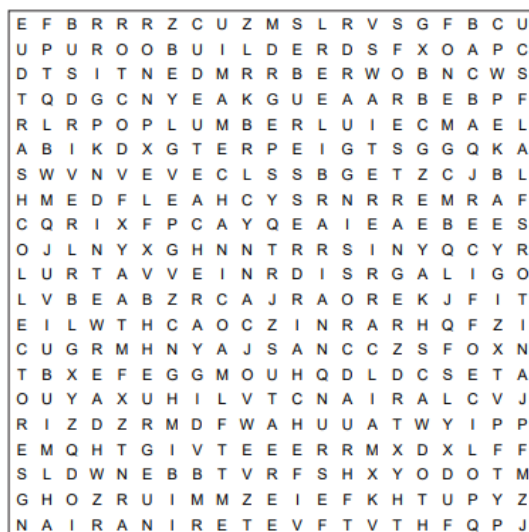 E F B R R R Z C U Z M S L R V S G F B C U
U P U R O O B U I L D E R D S F X O A P C
D T S I T N E D M R R B E R W O B N C W S
T Q D G C N Y E A K G U E A A R B E B P F
R L R P O P L U M B E R L U I E C M A E L
A B I K D X G T E R P E I G T S G G Q K A
S W V N V E V E C L S S B G E T Z C J B L
H M E D F L E A H C Y S R N R R E M R A F
C Q R I X F P C A Y Q E A I E A E B E E S
O J L N Y X G H N N T R R S I N Y Q C Y R
L U R T A V V E I N R D I S R G A L I G O
L V B E A B Z R C A J R A O R E K J F I T
E I L W T H C A O C Z I N R A R H Q F Z I
C U G R M H N Y A J S A N C C Z S F O X N
T B X E F E G G M O U H Q D L D C S E T A
O U Y A X U H I L V T C N A I R A L C V J
R I Z D Z R M D F W A H U U A T W Y I P P
E M Q H T G I V T E E E R R M X D X L F F
S L D W N E B B T V R F S H X Y O D O T M
G H O Z R U I M M Z E I E F K H T U P Y Z
N A I R A N I R E T E V F T V T H F Q P J